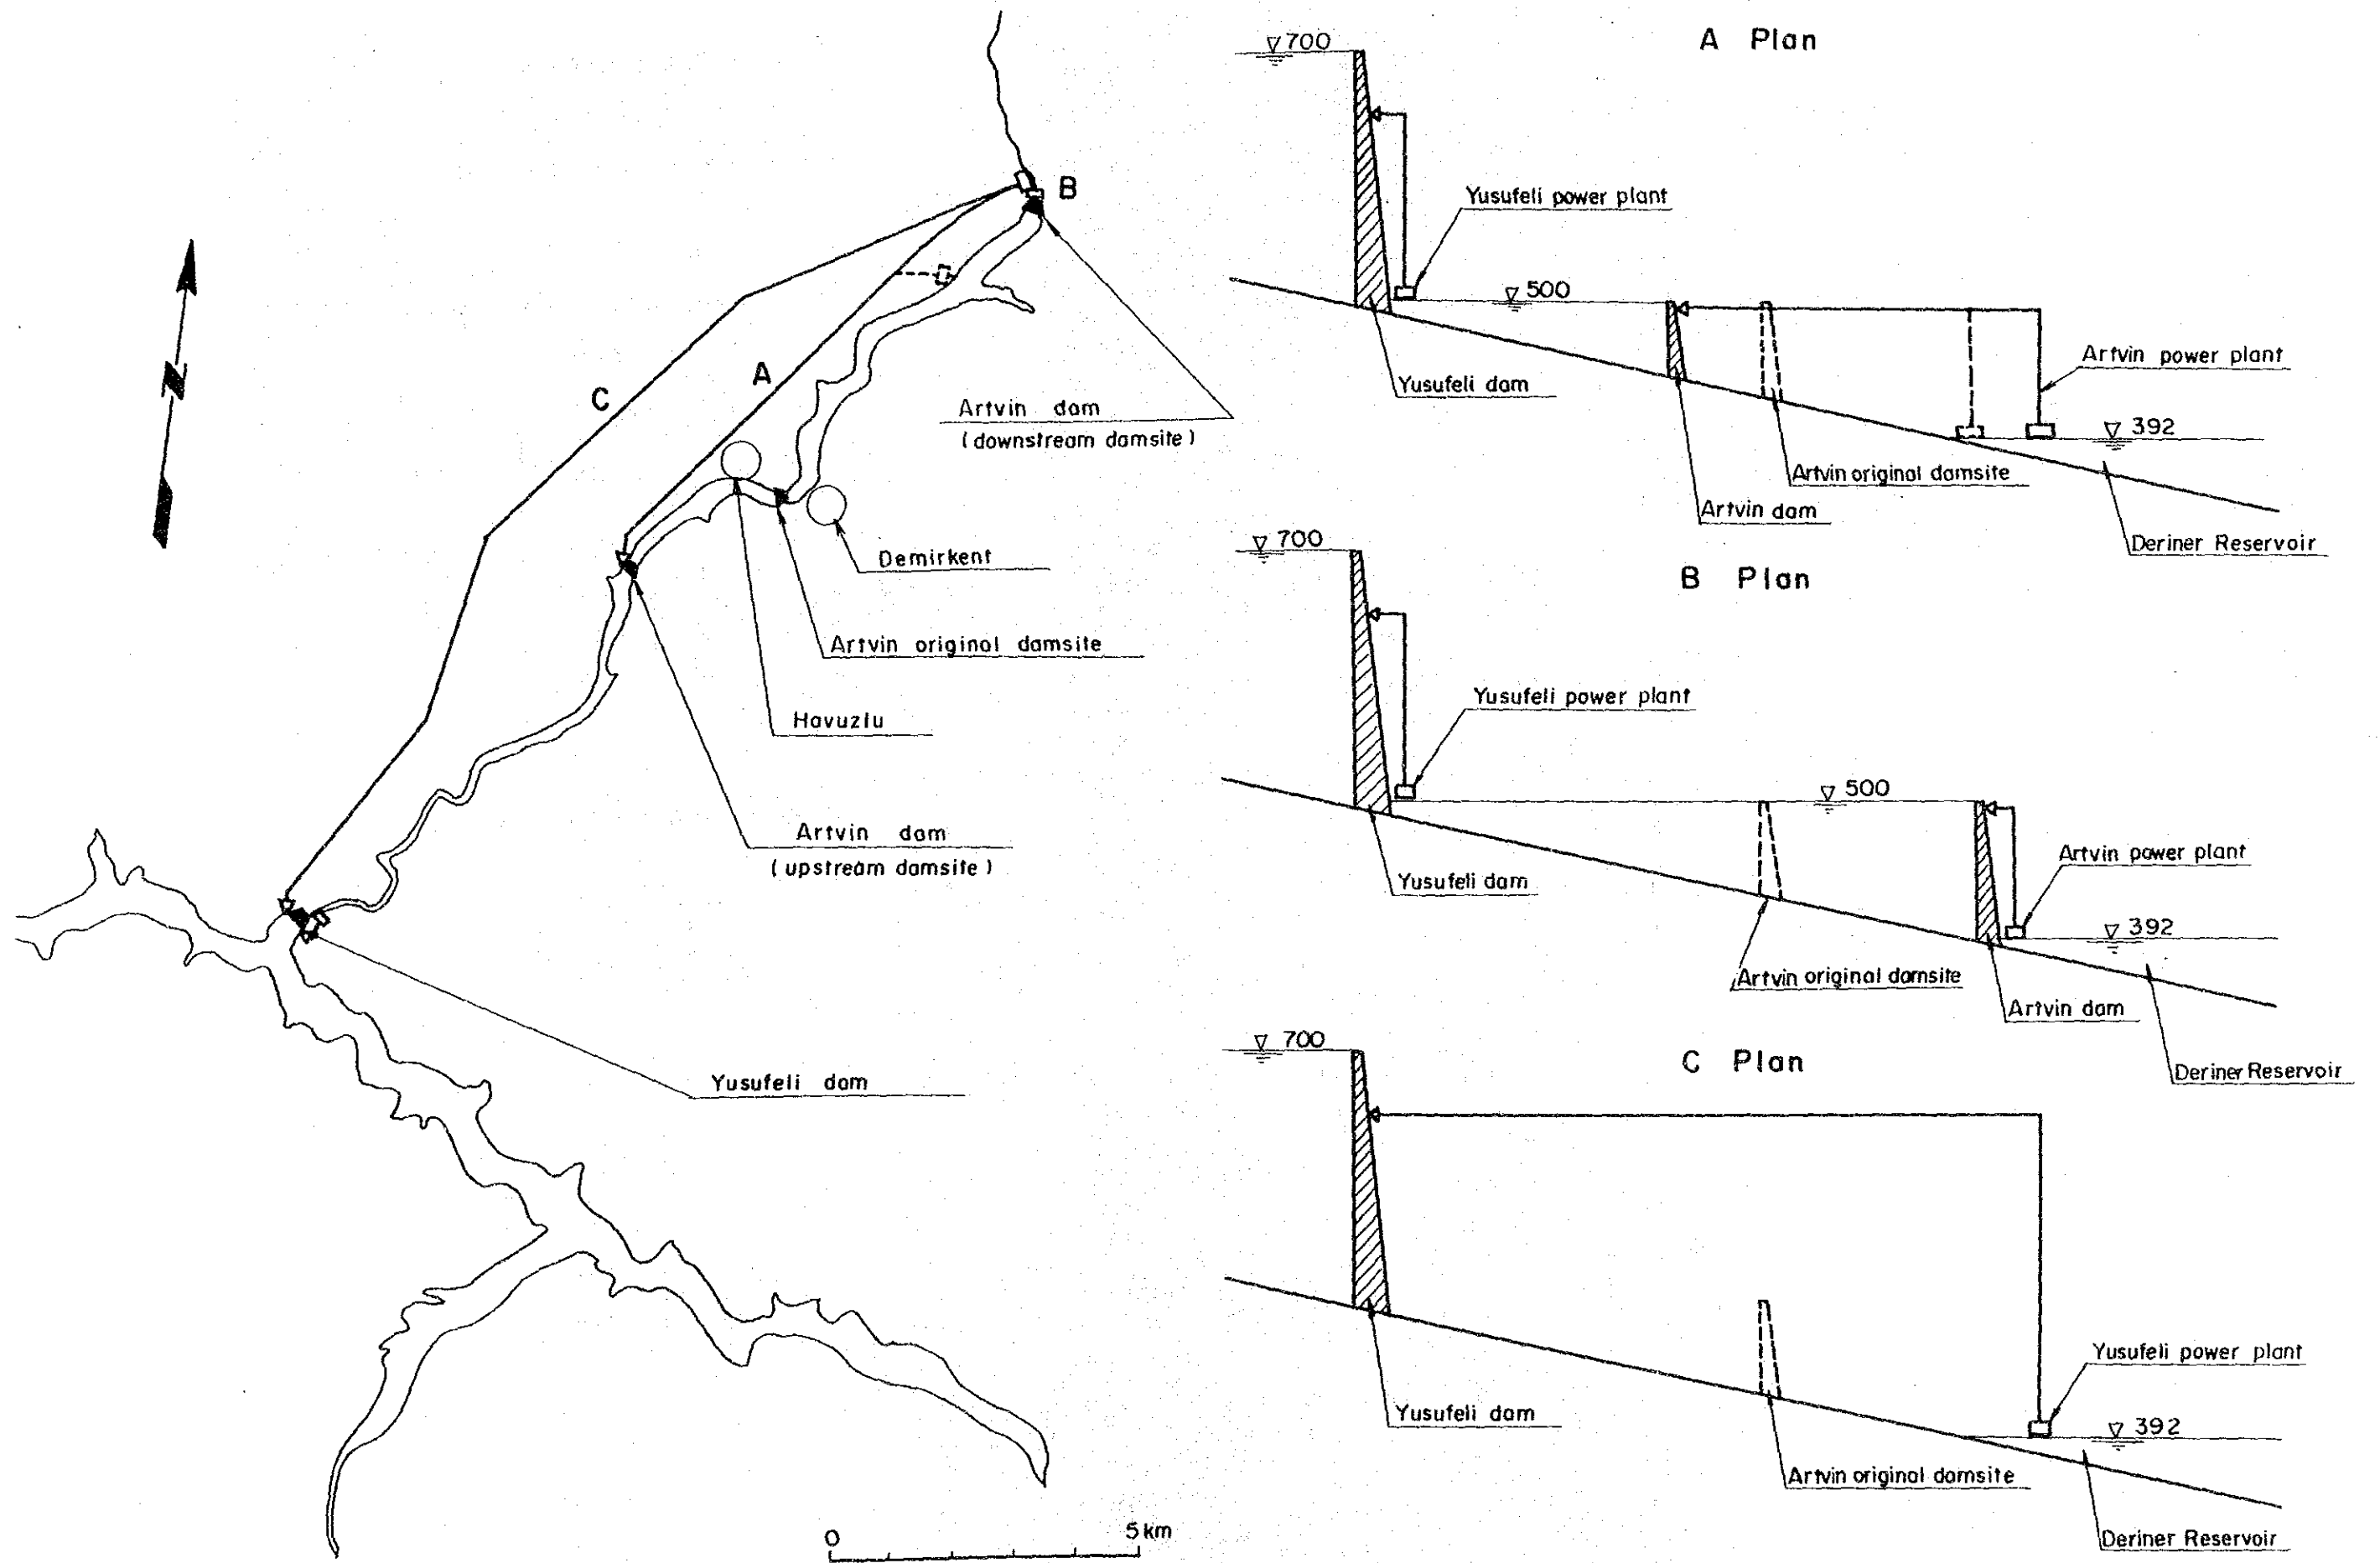 B
A
C
N
Artvin dam
(downstream damsite)
Demirkent
Artvin original damsite
Havuzlu
Artvin dam
(upstream damsite)
Yusufeli dam
0 5km
A Plan
700
Yusufeli power plant
500
Yusufeli dam
Artvin power plant
392
Artvin original damsite
Artvin dam
Deriner Reservoir
B Plan
700
Yusufeli power plant
500
Yusufeli dam
Artvin power plant
392
Artvin original damsite
Artvin dam
Deriner Reservoir
C Plan
700
Yusufeli power plant
392
Yusufeli dam
Artvin original damsite
Deriner Reservoir